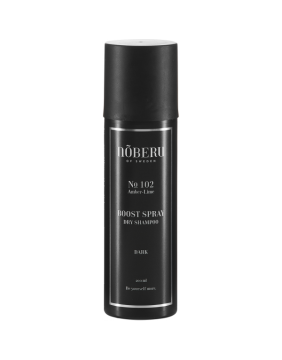 nōberu
OF SWEDEN
№ 102
Amber-Lime
BOOST SPRAY
DRY SHAMPOO
DARK